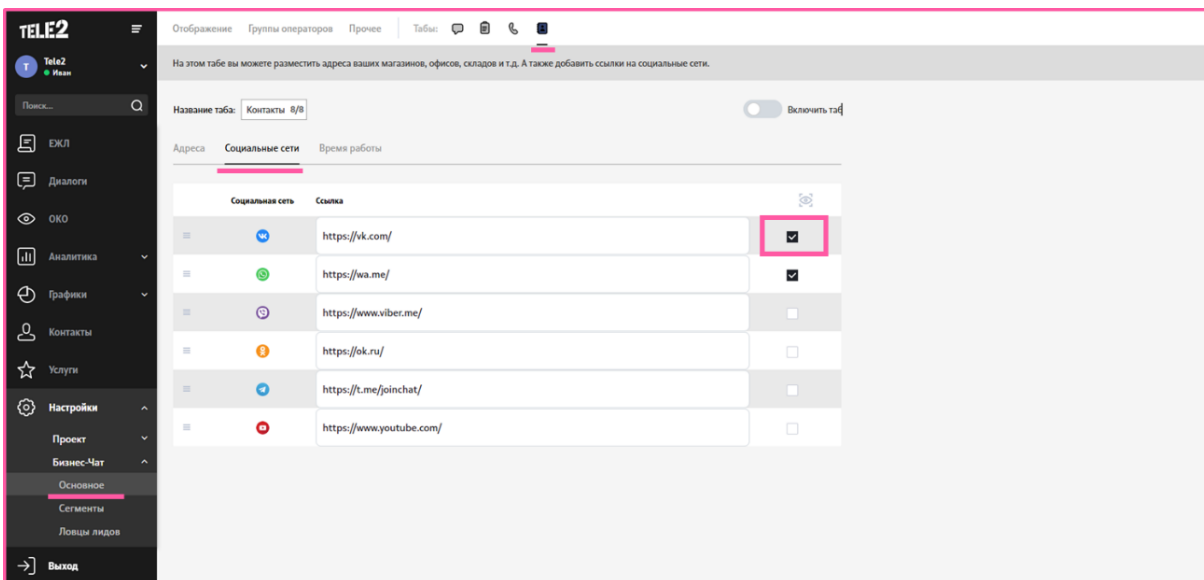 TELE2
Отображение Группы операторов Прочее Табы:
T Tele2
Иван
На этом табе вы можете разместить адреса ваших магазинов, офисов, складов и т.д. А также добавить ссылки на социальные сети.
Поиск...
Название таба: Контакты 8/8 Включить таб
ЕЖЛ
Адреса Социальные сети Время работы
Диалоги
Социальная сеть Ссылка
ОКО
https://vk.com/
Аналитика
https://wa.me/
Графики
https://www.viber.me/
Контакты
https://ok.ru/
Услуги
https://t.me/joinchat/
Настройки
https://www.youtube.com/
Проект
Бизнес-Чат
Основное
Сегменты
Ловцы лидов
Выход